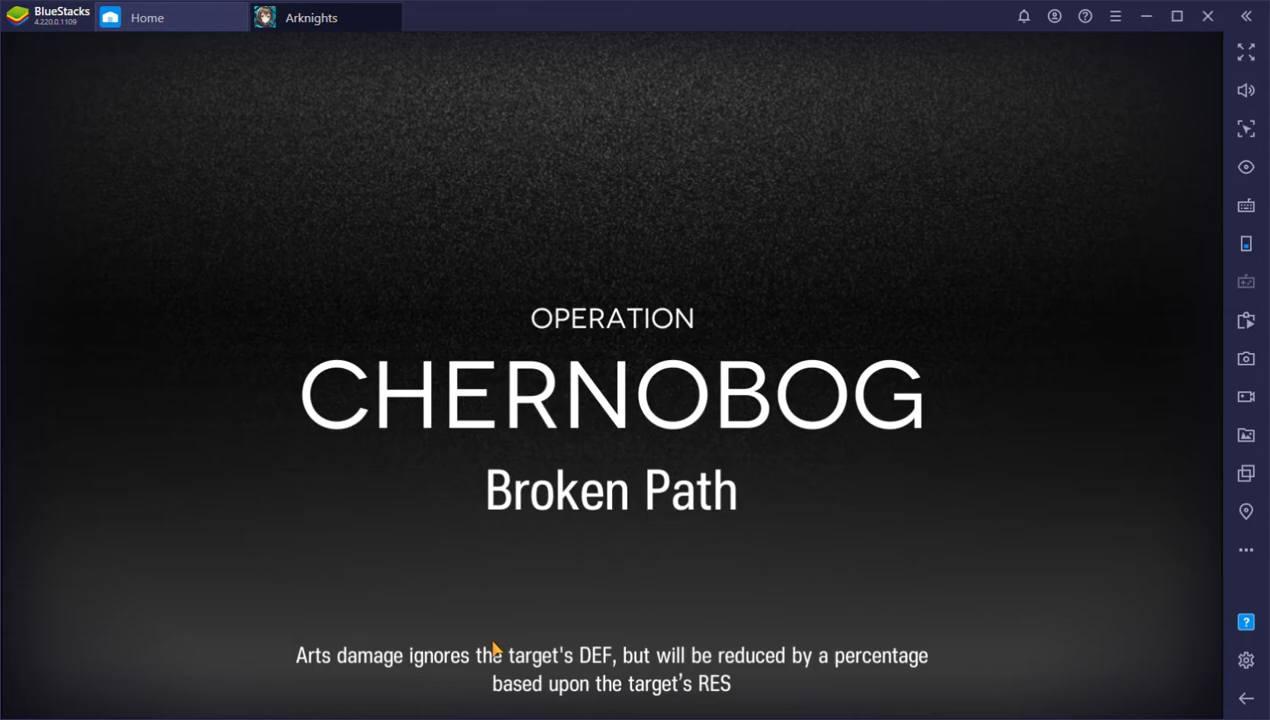 BlueStacks
4.220.0.1109
Home
Arknights
OPERATION
CHERNOBOG
Broken Path
Arts damage ignores the target's DEF, but will be reduced by a percentage
based upon the target’s RES